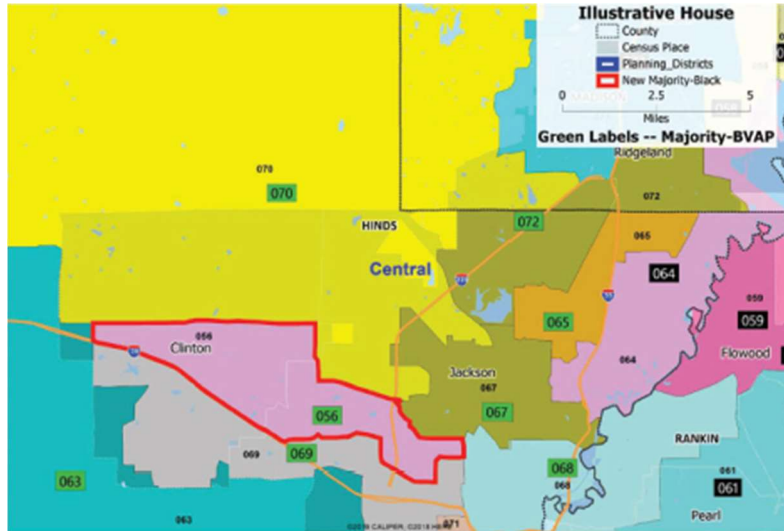 Illustrative House
County
Census Place
Planning_Districts
New Majority-Black
0
2.5
5
Miles
Green Labels -- Majority-BVAP
Ridgeland
070
070
072
HINDS
072
065
Central
064
059
056
065
059
Clinton
Flowood
Jackson
064
067
056
067
RANKIN
069
069
063
068
061
068
061
063
071
Pearl